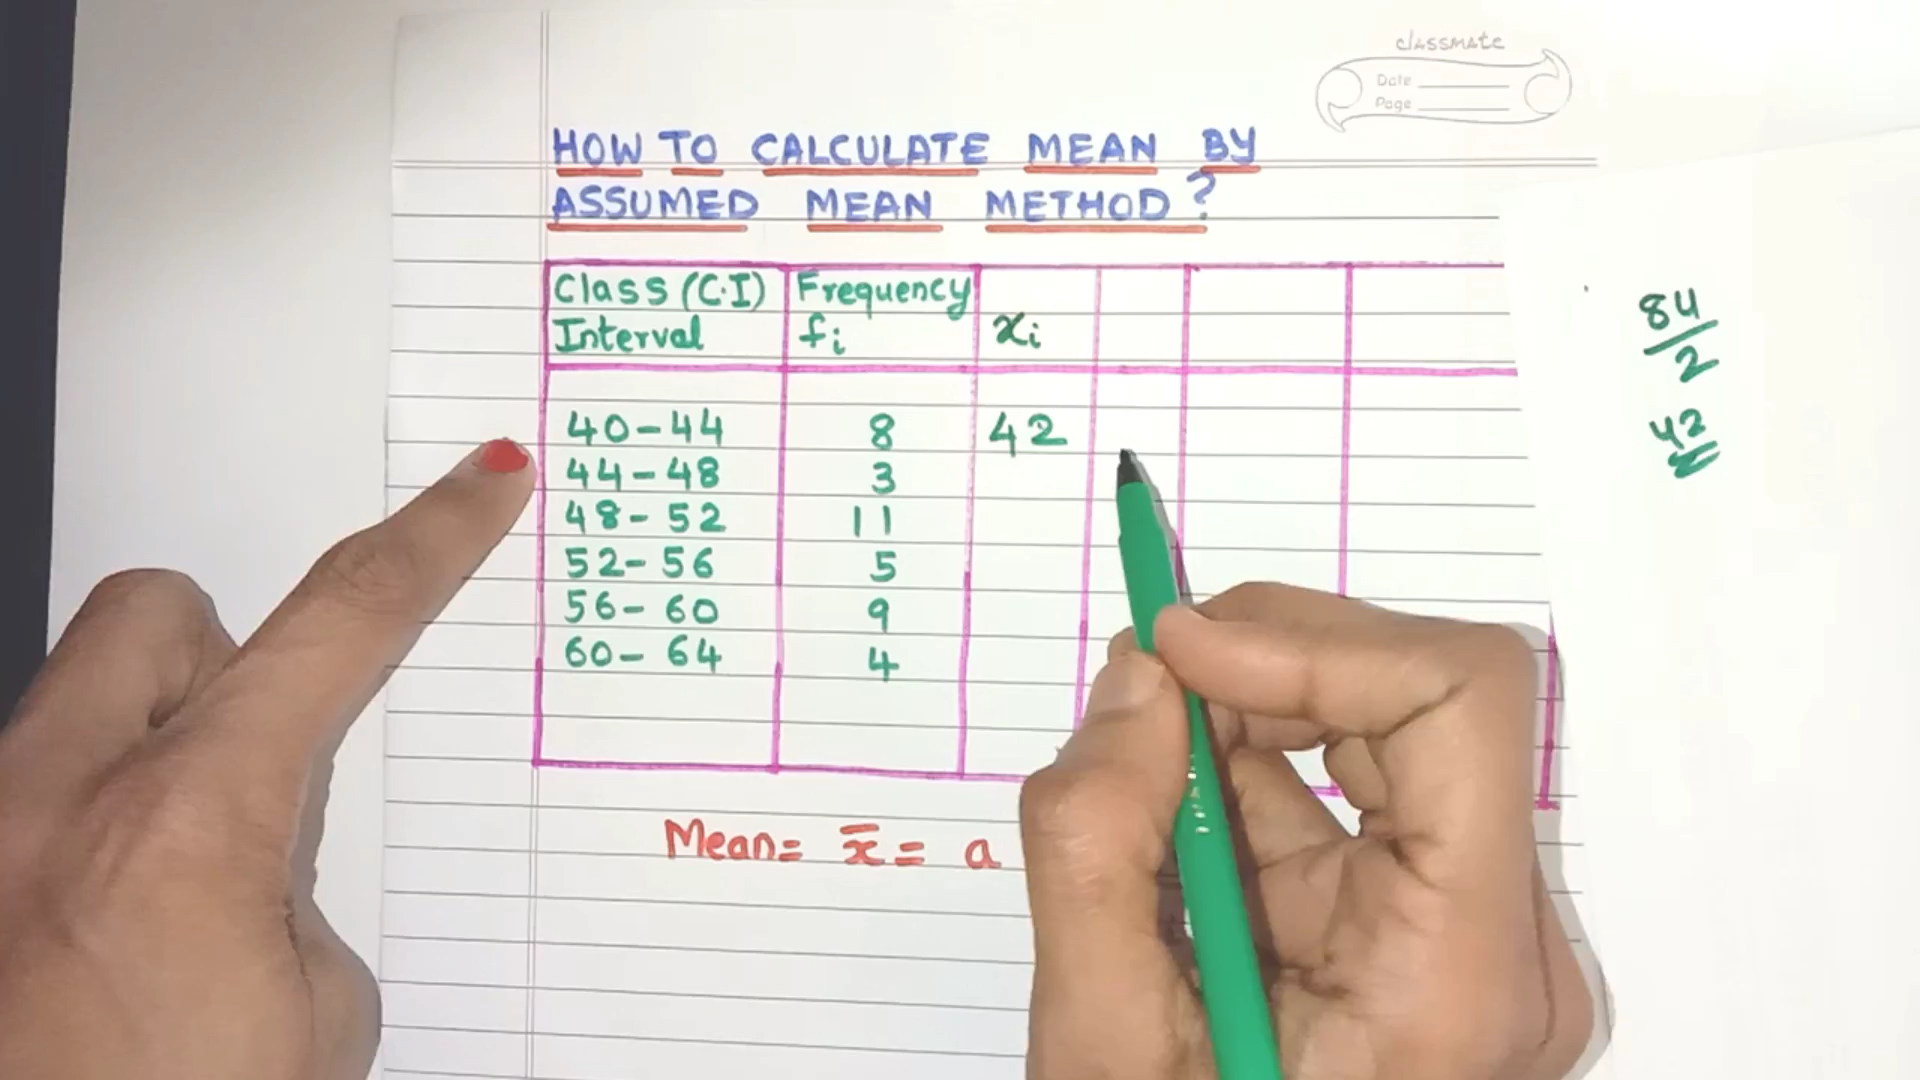 classmate
Date
Page
HOW TO CALCULATE MEAN BY
ASSUMED MEAN METHOD?
Class (C.I) Interval Frequency fi xi
40-44 8 42
44-48 3
48-52 11
52-56 5
56-60 9
60-64 4
Mean= x̄= a
84/2
42